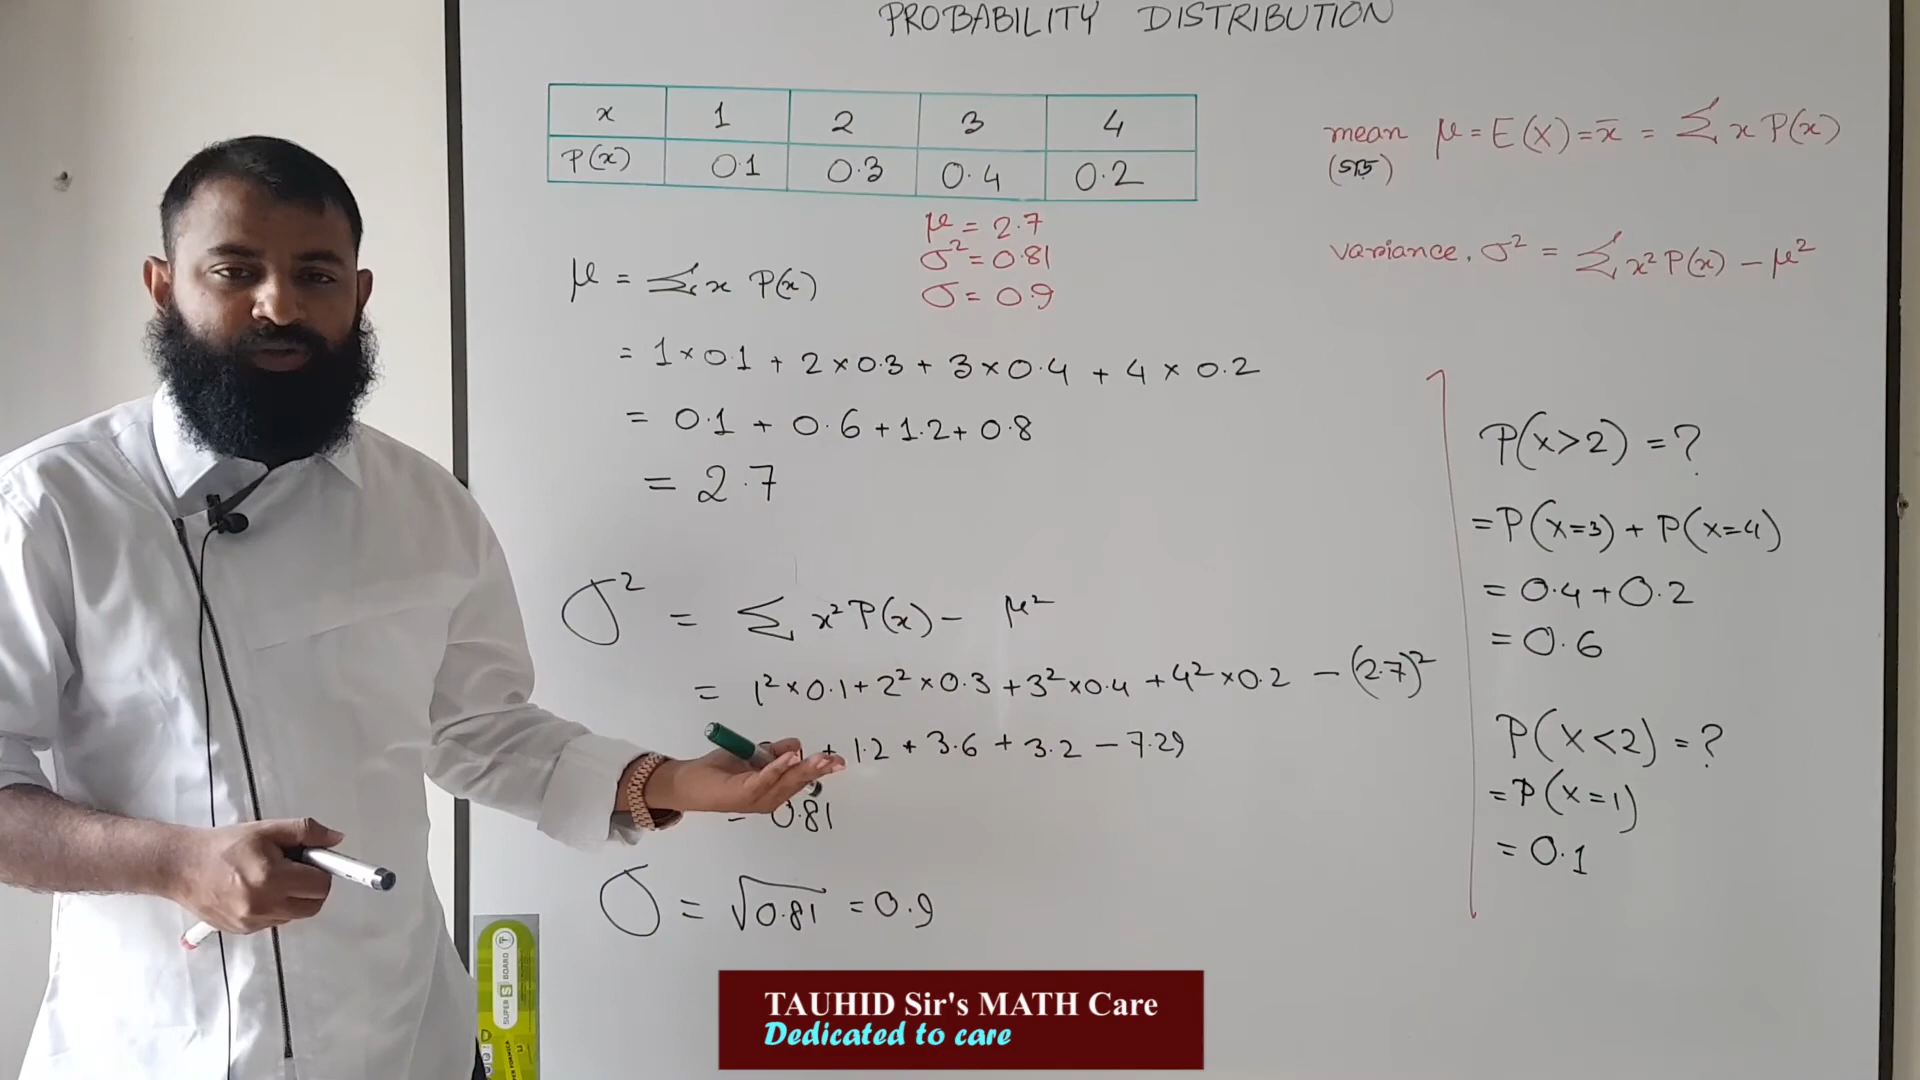 PROBABILITY DISTRIBUTION
x 1 2 3 4
P(x) 0.1 0.3 0.4 0.2
μ = 2.7
σ² = 0.81
σ = 0.9
μ = ∑x P(x)
= 1×0.1 + 2×0.3 + 3×0.4 + 4×0.2
= 0.1 + 0.6 + 1.2 + 0.8
= 2.7
σ² = ∑ x²P(x) − μ²
= 1²×0.1 + 2²×0.3 + 3²×0.4 + 4²×0.2 − (2.7)²
+ 1.2 + 3.6 + 3.2 − 7.29
= 0.81
σ = √0.81 = 0.9
mean μ = E(X) = x̄ = ∑ x P(x)
variance, σ² = ∑ x² P(x) − μ²
P(x>2) = ?
= P(x=3) + P(x=4)
= 0.4 + 0.2
= 0.6
P(x<2) = ?
= P(x=1)
= 0.1
SUPER S BOARD T
TAUHID Sir's MATH Care
Dedicated to care